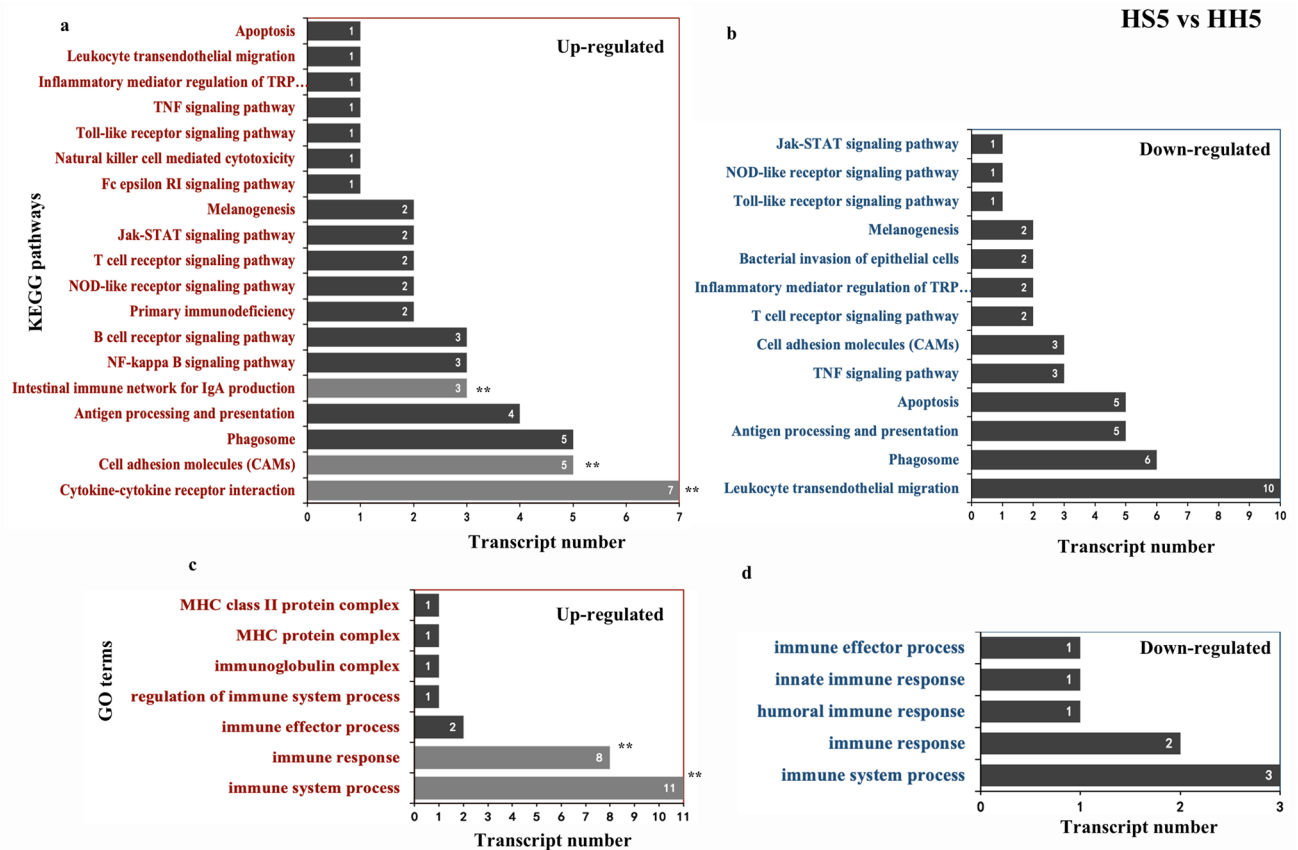 HS5 vs HH5
a
Up-regulated
KEGG pathways
Apoptosis 1
Leukocyte transendothelial migration 1
Inflammatory mediator regulation of TRP… 1
TNF signaling pathway 1
Toll-like receptor signaling pathway 1
Natural killer cell mediated cytotoxicity 1
Fc epsilon RI signaling pathway 1
Melanogenesis 2
Jak-STAT signaling pathway 2
T cell receptor signaling pathway 2
NOD-like receptor signaling pathway 2
Primary immunodeficiency 2
B cell receptor signaling pathway 3
NF-kappa B signaling pathway 3
Intestinal immune network for IgA production 3 **
Antigen processing and presentation 4
Phagosome 5
Cell adhesion molecules (CAMs) 5 **
Cytokine-cytokine receptor interaction 7 **
0 1 2 3 4 5 6 7
Transcript number
b
Down-regulated
Jak-STAT signaling pathway 1
NOD-like receptor signaling pathway 1
Toll-like receptor signaling pathway 1
Melanogenesis 2
Bacterial invasion of epithelial cells 2
Inflammatory mediator regulation of TRP… 2
T cell receptor signaling pathway 2
Cell adhesion molecules (CAMs) 3
TNF signaling pathway 3
Apoptosis 5
Antigen processing and presentation 5
Phagosome 6
Leukocyte transendothelial migration 10
0 1 2 3 4 5 6 7 8 9 10
Transcript number
c
Up-regulated
GO terms
MHC class II protein complex 1
MHC protein complex 1
immunoglobulin complex 1
regulation of immune system process 1
immune effector process 2
immune response 8 **
immune system process 11 **
0 1 2 3 4 5 6 7 8 9 10 11
Transcript number
d
Down-regulated
immune effector process 1
innate immune response 1
humoral immune response 1
immune response 2
immune system process 3
0 1 2 3
Transcript number